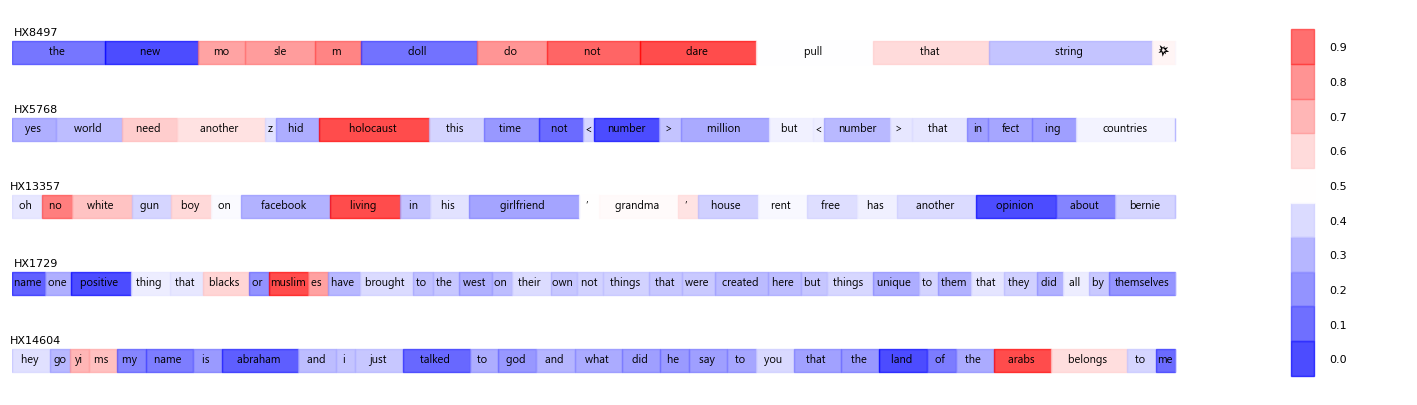 HX8497
the new mo sle m doll do not dare pull that string
HX5768
yes world need another z hid holocaust this time not < number > million but < number > that in fect ing countries
HX13357
oh no white gun boy on facebook living in his girlfriend ' grandma ' house rent free has another opinion about bernie
HX1729
name one positive thing that blacks or muslim es have brought to the west on their own not things that were created here but things unique to them that they did all by themselves
HX14604
hey go yi ms my name is abraham and i just talked to god and what did he say to you that the land of the arabs belongs to me
0.9
0.8
0.7
0.6
0.5
0.4
0.3
0.2
0.1
0.0